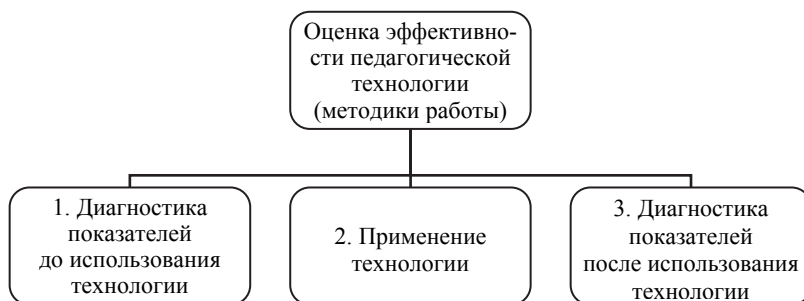 Оценка эффективно-
сти педагогической
технологии
(методики работы)
1. Диагностика
показателей
до использования
технологии
2. Применение
технологии
3. Диагностика
показателей
после использования
технологии